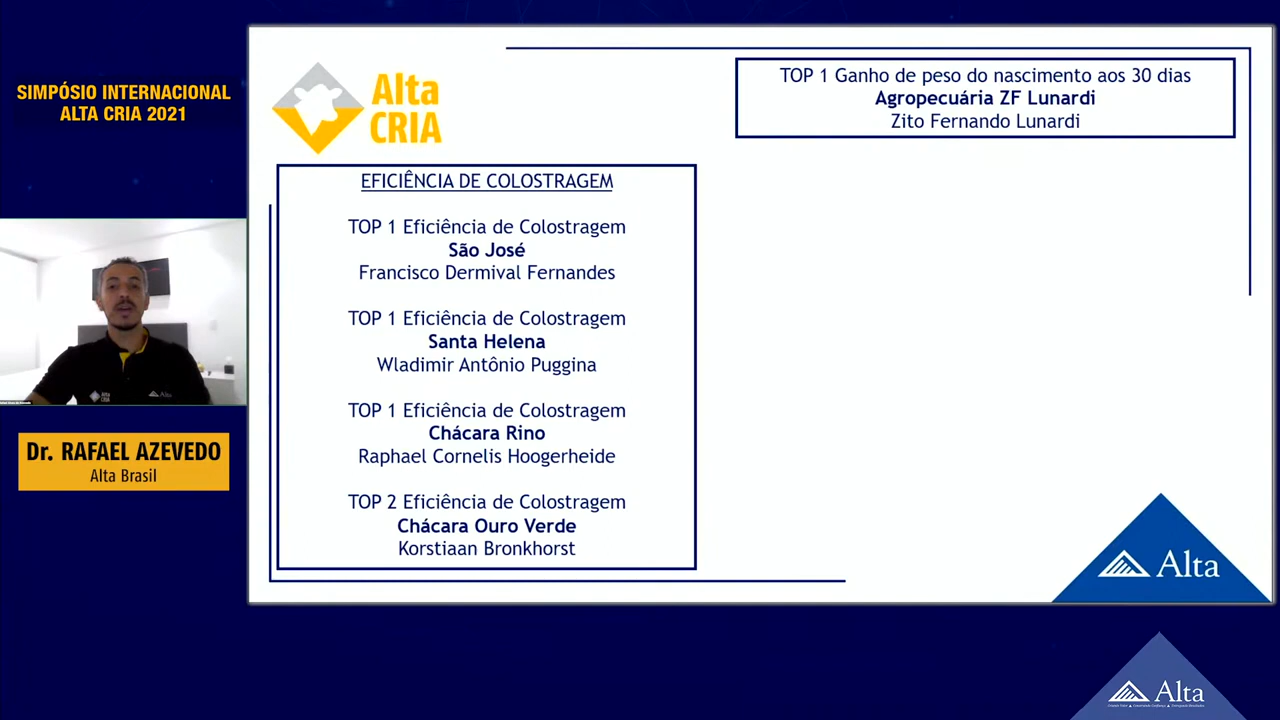 SIMPÓSIO INTERNACIONAL
ALTA CRIA 2021
Dr. RAFAEL AZEVEDO
Alta Brasil
Alta
CRIA
EFICIÊNCIA DE COLOSTRAGEM
TOP 1 Eficiência de Colostragem
São José
Francisco Dermival Fernandes
TOP 1 Eficiência de Colostragem
Santa Helena
Wladimir Antônio Puggina
TOP 1 Eficiência de Colostragem
Chácara Rino
Raphael Cornelis Hoogerheide
TOP 2 Eficiência de Colostragem
Chácara Ouro Verde
Korstiaan Bronkhorst
TOP 1 Ganho de peso do nascimento aos 30 dias
Agropecuária ZF Lunardi
Zito Fernando Lunardi
Alta
Alta
Alta
CRIA
Alta